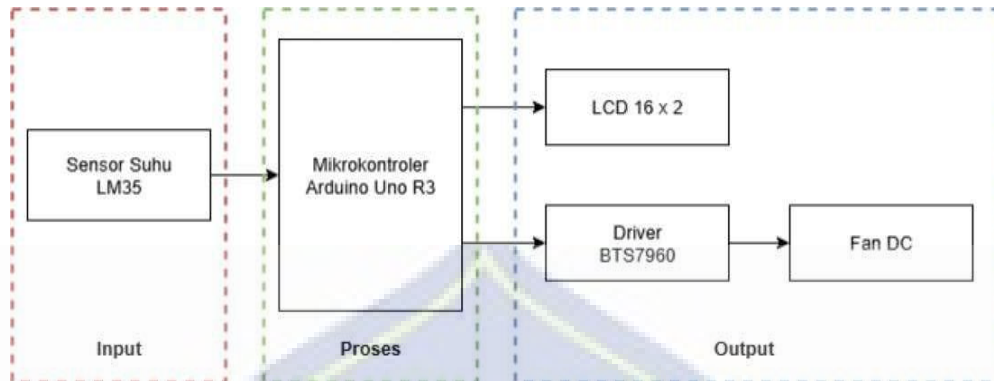 Sensor Suhu
LM35
Input
Mikrokontroler
Arduino Uno R3
Proses
LCD 16 x 2
Driver
BTS7960
Fan DC
Output